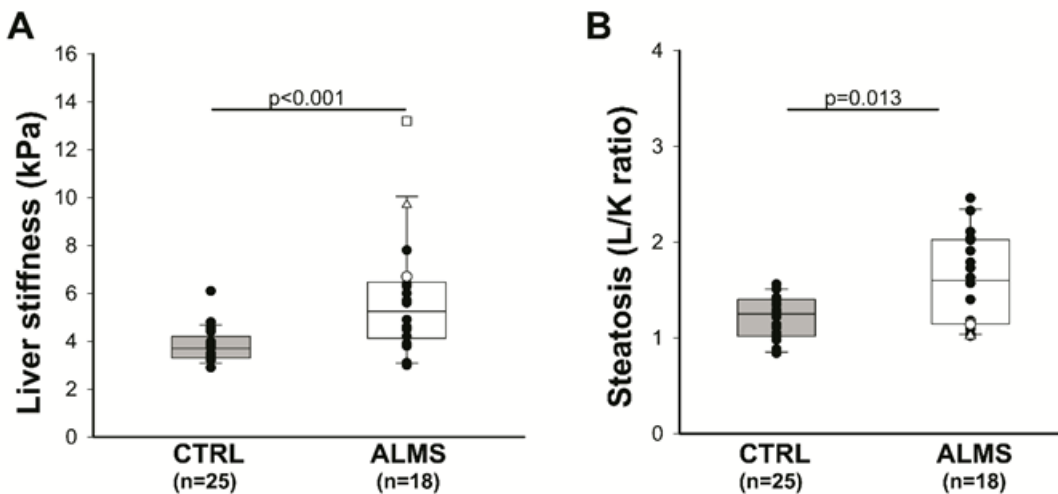 A
Liver stiffness (kPa)
16
14
12
10
8
6
4
2
0
p<0.001
CTRL
(n=25)
ALMS
(n=18)
B
Steatosis (L/K ratio)
4
3
2
1
0
p=0.013
CTRL
(n=25)
ALMS
(n=18)